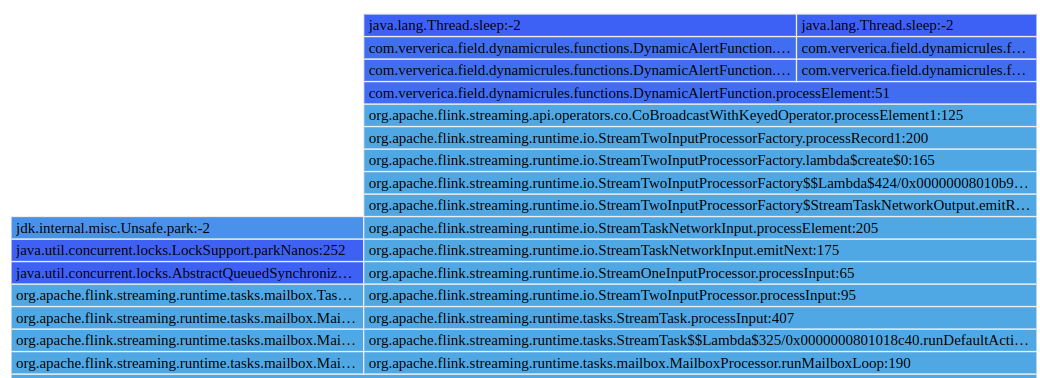 java.lang.Thread.sleep:-2 java.lang.Thread.sleep:-2
com.ververica.field.dynamicrules.functions.DynamicAlertFunction.… com.ververica.field.dynamicrules.f…
com.ververica.field.dynamicrules.functions.DynamicAlertFunction.… com.ververica.field.dynamicrules.f…
com.ververica.field.dynamicrules.functions.DynamicAlertFunction.processElement:51
org.apache.flink.streaming.api.operators.co.CoBroadcastWithKeyedOperator.processElement1:125
org.apache.flink.streaming.runtime.io.StreamTwoInputProcessorFactory.processRecord1:200
org.apache.flink.streaming.runtime.io.StreamTwoInputProcessorFactory.lambda$create$0:165
org.apache.flink.streaming.runtime.io.StreamTwoInputProcessorFactory$$Lambda$424/0x00000008010b9…
org.apache.flink.streaming.runtime.io.StreamTwoInputProcessorFactory$StreamTaskNetworkOutput.emitR…
jdk.internal.misc.Unsafe.park:-2 org.apache.flink.streaming.runtime.io.StreamTaskNetworkInput.processElement:205
java.util.concurrent.locks.LockSupport.parkNanos:252 org.apache.flink.streaming.runtime.io.StreamTaskNetworkInput.emitNext:175
java.util.concurrent.locks.AbstractQueuedSynchroniz… org.apache.flink.streaming.runtime.io.StreamOneInputProcessor.processInput:65
org.apache.flink.streaming.runtime.tasks.mailbox.Tas… org.apache.flink.streaming.runtime.io.StreamTwoInputProcessor.processInput:95
org.apache.flink.streaming.runtime.tasks.mailbox.Mai… org.apache.flink.streaming.runtime.tasks.StreamTask.processInput:407
org.apache.flink.streaming.runtime.tasks.mailbox.Mai… org.apache.flink.streaming.runtime.tasks.StreamTask$$Lambda$325/0x0000000801018c40.runDefaultActi…
org.apache.flink.streaming.runtime.tasks.mailbox.Mai… org.apache.flink.streaming.runtime.tasks.mailbox.MailboxProcessor.runMailboxLoop:190